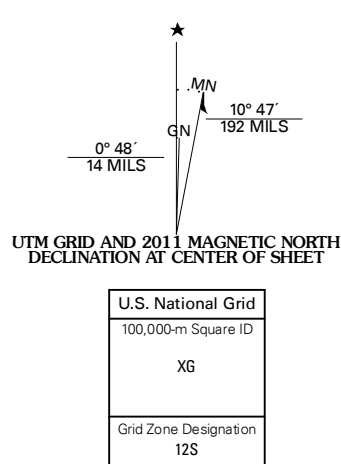 ★
MN
GN
10° 47´
192 MILS
0° 48´
14 MILS
UTM GRID AND 2011 MAGNETIC NORTH
DECLINATION AT CENTER OF SHEET
U.S. National Grid
100,000-m Square ID
XG
Grid Zone Designation
12S